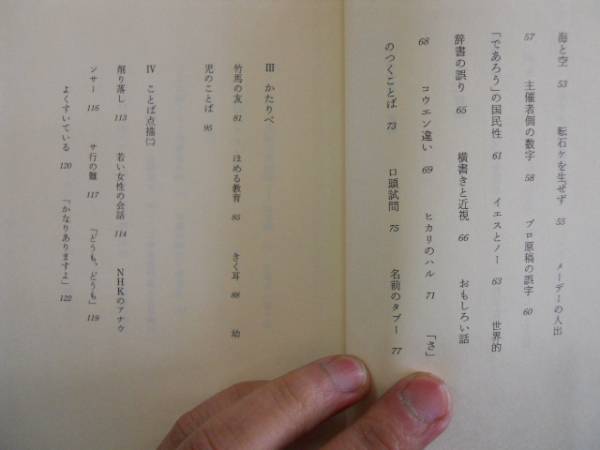 海と空 53 転石ケを生ぜず 55 メーデーの人出
57 主催者側の数字 58 プロ原稿の誤字 60
「であろう」の国民性 61 イエスとノー 63 世界的
辞書の誤り 65 横書きと近視 66 おもしろい話
68 コウエン違い 69 ヒカリのハル 71 「さ」
のつくことば 73 口頭試問 75 名前のタブー 77
III かたりべ
竹馬の友 81 ほめる教育 85 きく耳 88 幼
児のことば 95
IV ことば点描(二)
削り落し 113 若い女性の会話 114 NHKのアナウ
ンサー 116 サ行の難 117 「どうも、どうも」 119
よくすいている 120 「かなりありますよ」 122